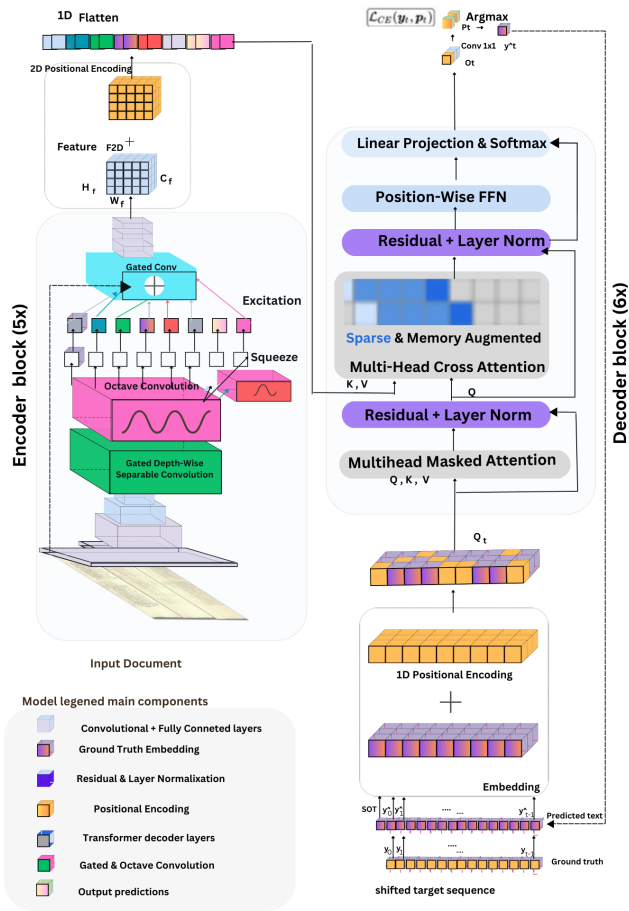 1D Flatten
2D Positional Encoding
Feature F2D
H f
C f
W f
Encoder block (5x)
Gated Conv
Excitation
Squeeze
Octave Convolution
Gated Depth-Wise
Separable Convolution
Input Document
Model legened main components
Convolutional + Fully Conneted layers
Ground Truth Embedding
Residual & Layer Normalixation
Positional Encoding
Transformer decoder layers
Gated & Octave Convolution
Output predictions
L_CE(y_t, p_t)
Argmax
Pt → y^t
Conv 1x1
Ot
Decoder block (6x)
Linear Projection & Softmax
Position-Wise FFN
Residual + Layer Norm
Sparse & Memory Augmented
Multi-Head Cross Attention
K , V
Q
Residual + Layer Norm
Multihead Masked Attention
Q , K , V
Q t
1D Positional Encoding
Embedding
SOT y^0 y^1 .... ... y^t-1 Predicted text
y0 y1 .... ... yt-1 Ground truth
shifted target sequence